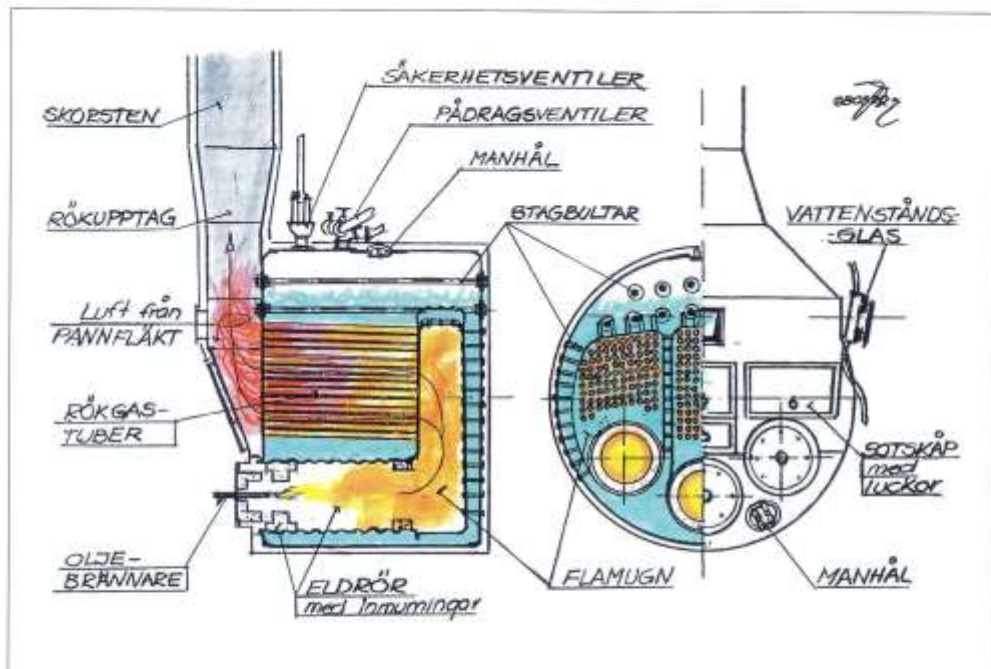 SÄKERHETSVENTILER
SKORSTEN
PÅDRAGSVENTILER
MANHÅL
RÖKUPPTAG
STAGBULTAR
VATTENSTÅNDS-
-GLAS
Luft från
PANNFLÄKT
RÖKGAS-
TUBER
SOTSKÅP
med
luckor
OLJE-
BRÄNNARE
ELDRÖR
med inmurningar
FLAMUGN
MANHÅL